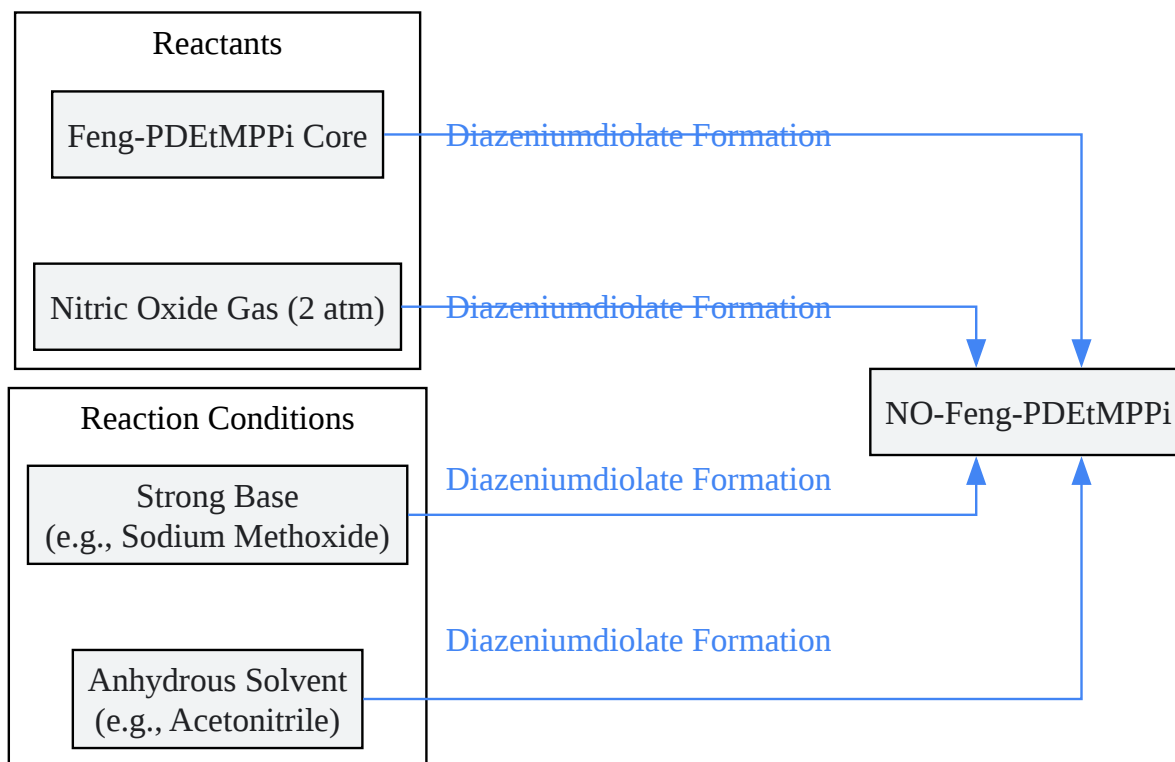 Reactants
Feng-PDEtMPPi Core
Diazeniumdiolate Formation
Nitric Oxide Gas (2 atm)
Diazeniumdiolate Formation
NO-Feng-PDEtMPPi
Reaction Conditions
Strong Base
(e.g., Sodium Methoxide)
Diazeniumdiolate Formation
Anhydrous Solvent
(e.g., Acetonitrile)
Diazeniumdiolate Formation